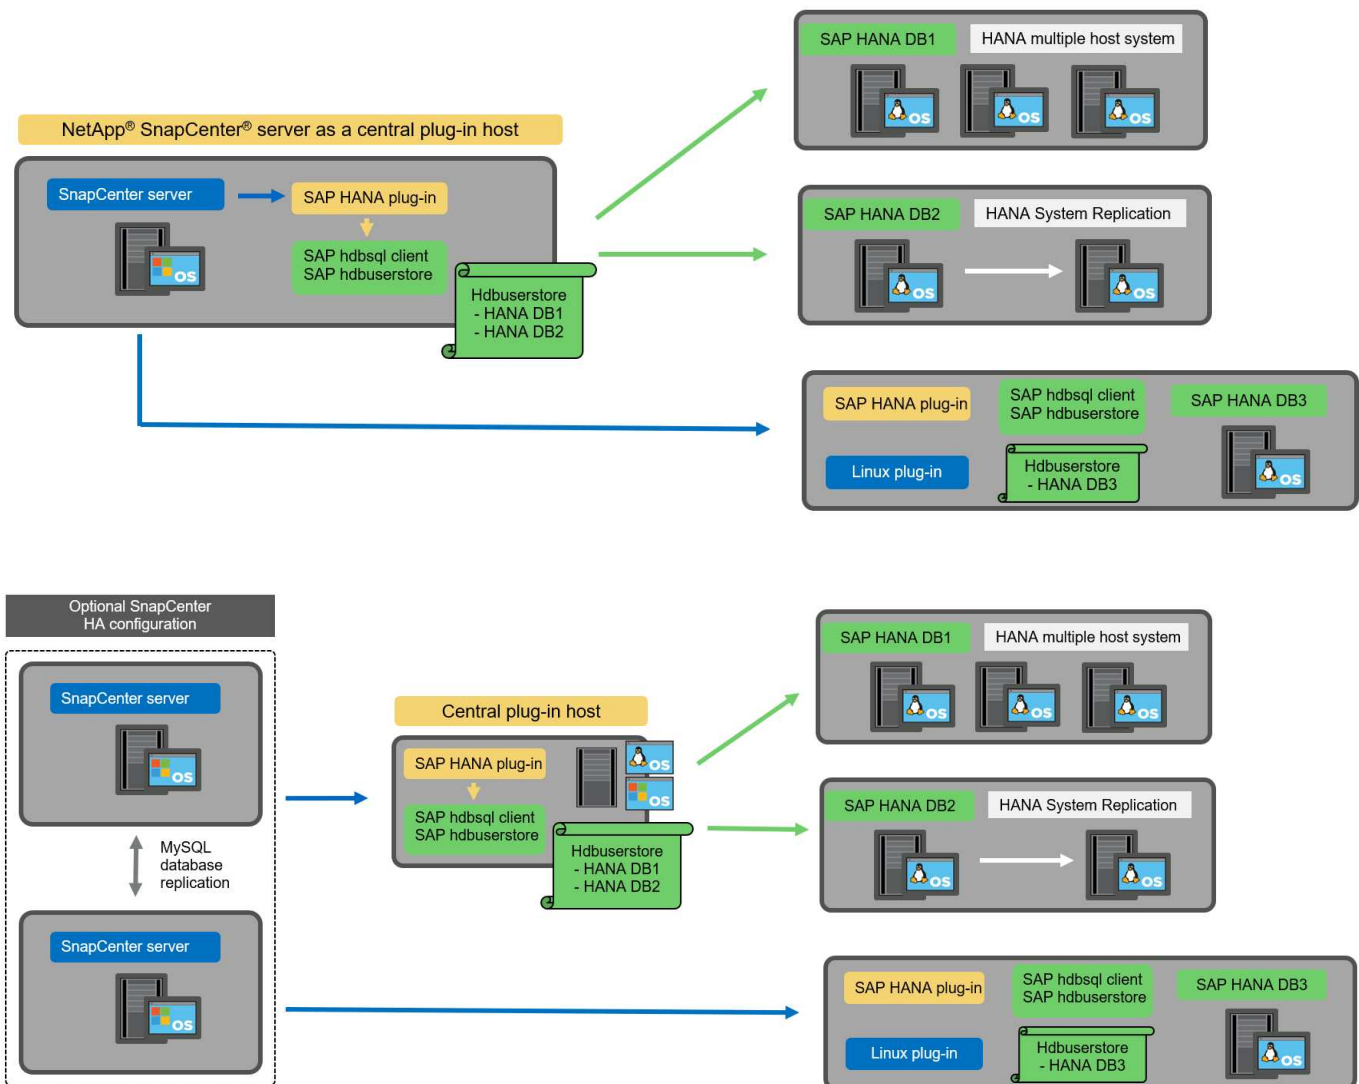 SAP HANA DB1
HANA multiple host system
OS
OS
OS
NetApp® SnapCenter® server as a central plug-in host
SnapCenter server
SAP HANA plug-in
OS
SAP hdbsql client
SAP hdbuserstore
Hdbuserstore
- HANA DB1
- HANA DB2
SAP HANA DB2
HANA System Replication
OS
OS
SAP HANA plug-in
SAP hdbsql client
SAP hdbuserstore
SAP HANA DB3
Linux plug-in
Hdbuserstore
- HANA DB3
OS
Optional SnapCenter
HA configuration
SnapCenter server
OS
MySQL
database
replication
SnapCenter server
OS
Central plug-in host
SAP HANA plug-in
OS
OS
SAP hdbsql client
SAP hdbuserstore
Hdbuserstore
- HANA DB1
- HANA DB2
SAP HANA DB1
HANA multiple host system
OS
OS
OS
SAP HANA DB2
HANA System Replication
OS
OS
SAP HANA plug-in
SAP hdbsql client
SAP hdbuserstore
SAP HANA DB3
Linux plug-in
Hdbuserstore
- HANA DB3
OS